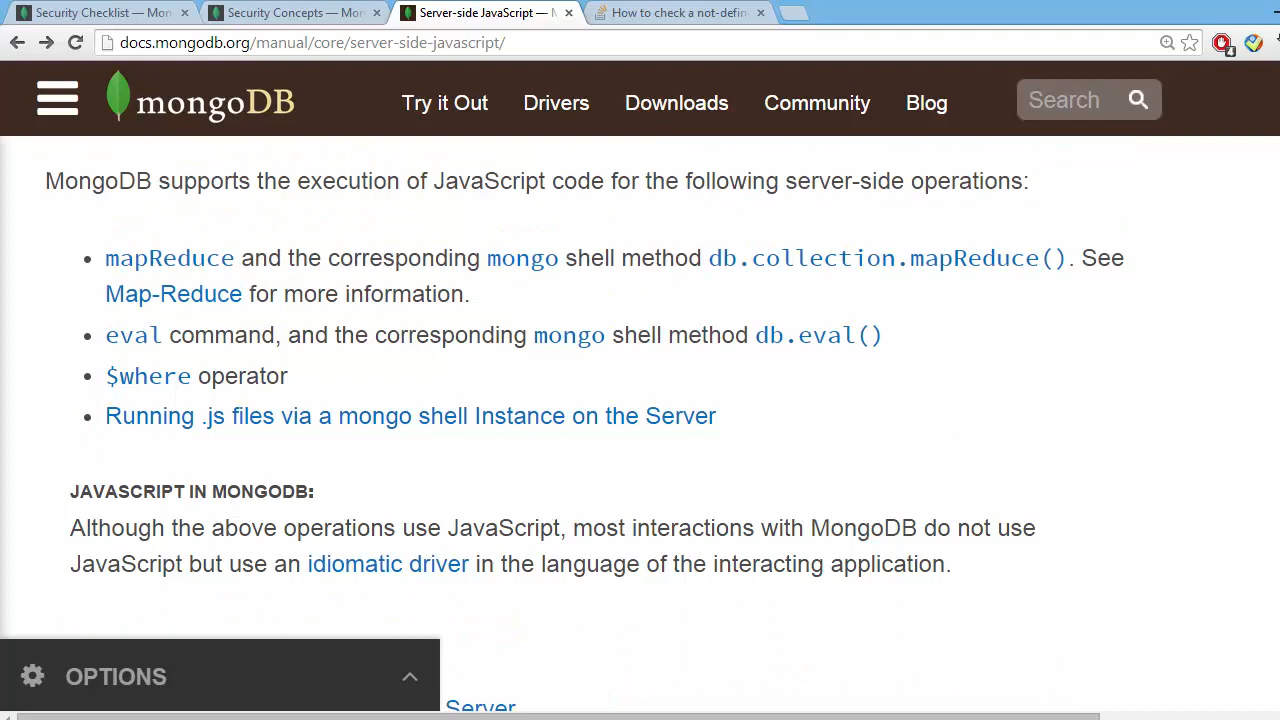 Security Checklist — Mon
Security Concepts — Mon
Server-side JavaScript — M
How to check a not-defin
docs.mongodb.org/manual/core/server-side-javascript/
4
mongoDB
Try it Out
Drivers
Downloads
Community
Blog
Search
MongoDB supports the execution of JavaScript code for the following server-side operations:
• mapReduce and the corresponding mongo shell method db.collection.mapReduce(). See
Map-Reduce for more information.
• eval command, and the corresponding mongo shell method db.eval()
• $where operator
• Running .js files via a mongo shell Instance on the Server
JAVASCRIPT IN MONGODB:
Although the above operations use JavaScript, most interactions with MongoDB do not use
JavaScript but use an idiomatic driver in the language of the interacting application.
OPTIONS
Server